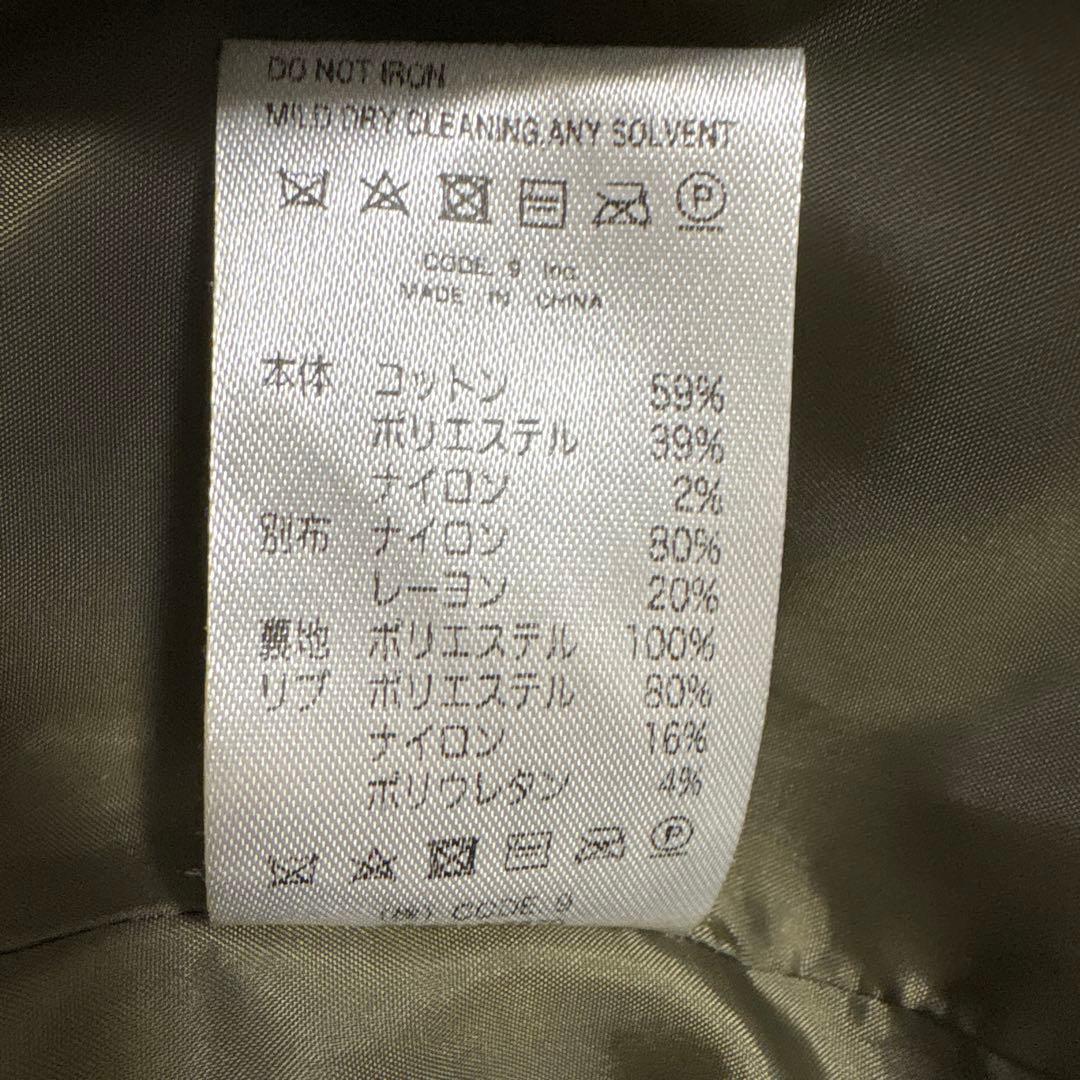 DO NOT IRON
MILD DRY CLEANING.ANY SOLVENT
P
CODE 9 Inc.
MADE IN CHINA
本体 コットン 59%
ポリエステル 39%
ナイロン 2%
別布 ナイロン 80%
レーヨン 20%
裏地 ポリエステル 100%
リブ ポリエステル 80%
ナイロン 16%
ポリウレタン 4%
P
(株) CODE 9